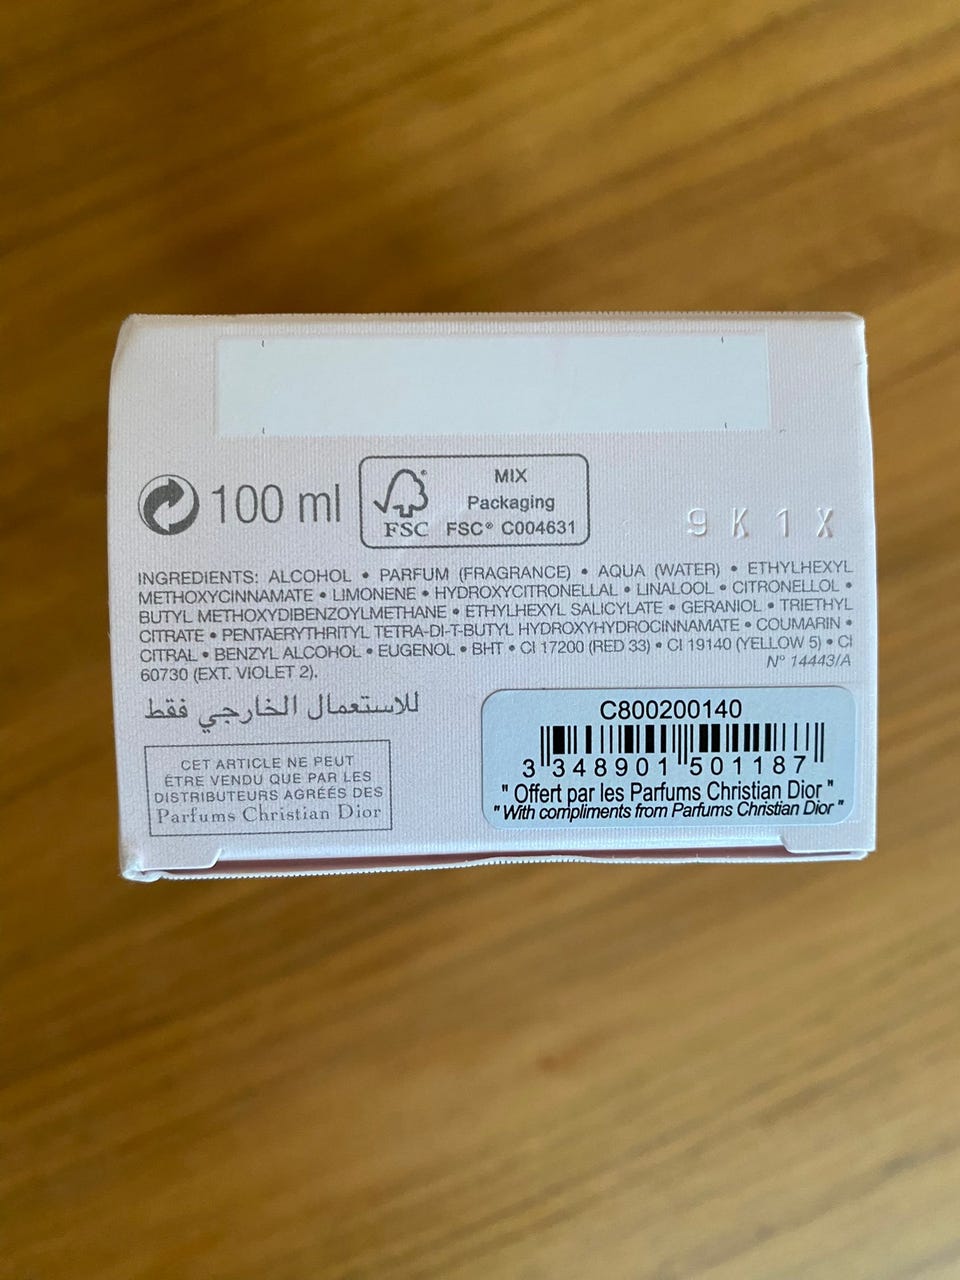 100 ml
FSC
MIX
Packaging
FSC® C004631
9K1X
INGREDIENTS: ALCOHOL • PARFUM (FRAGRANCE) • AQUA (WATER) • ETHYLHEXYL
METHOXYCINNAMATE • LIMONENE • HYDROXYCITRONELLAL • LINALOOL • CITRONELLOL •
BUTYL METHOXYDIBENZOYLMETHANE • ETHYLHEXYL SALICYLATE • GERANIOL • TRIETHYL
CITRATE • PENTAERYTHRITYL TETRA-DI-T-BUTYL HYDROXYHYDROCINNAMATE • COUMARIN •
CITRAL • BENZYL ALCOHOL • EUGENOL • BHT • CI 17200 (RED 33) • CI 19140 (YELLOW 5) • CI
60730 (EXT. VIOLET 2).
N° 14443/A
للاستعمال الخارجي فقط
CET ARTICLE NE PEUT
ÊTRE VENDU QUE PAR LES
DISTRIBUTEURS AGRÉÉS DES
Parfums Christian Dior
C800200140
3 348901 501187
" Offert par les Parfums Christian Dior "
" With compliments from Parfums Christian Dior "